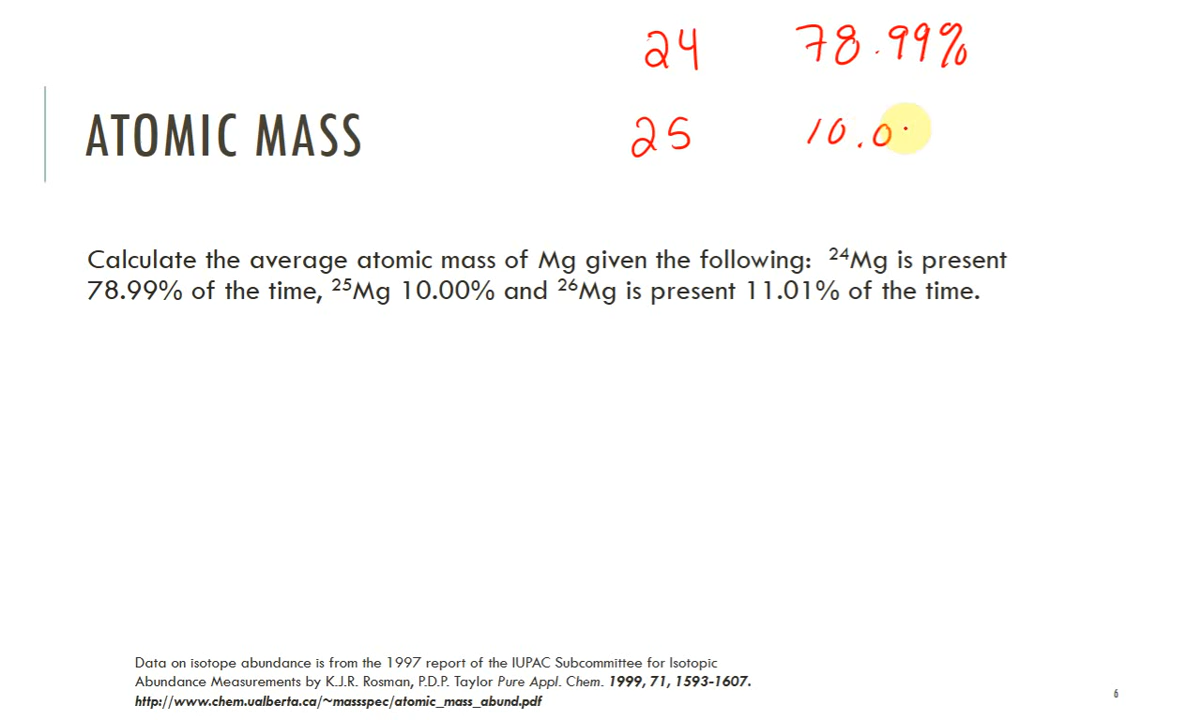 24 78.99%
25 10.0
ATOMIC MASS
Calculate the average atomic mass of Mg given the following: ²⁴Mg is present
78.99% of the time, ²⁵Mg 10.00% and ²⁶Mg is present 11.01% of the time.
Data on isotope abundance is from the 1997 report of the IUPAC Subcommittee for Isotopic
Abundance Measurements by K.J.R. Rosman, P.D.P. Taylor Pure Appl. Chem. 1999, 71, 1593-1607.
http://www.chem.ualberta.ca/~massspec/atomic_mass_abund.pdf
6